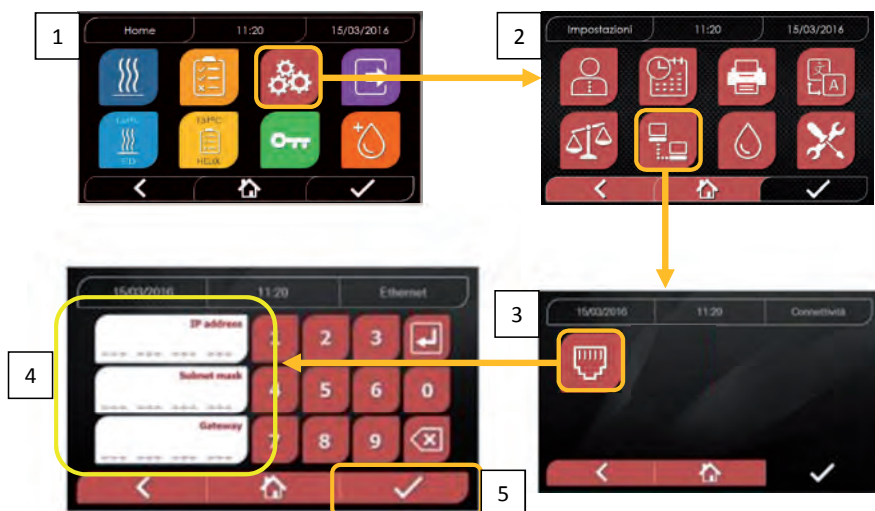 1
Home 11:20 15/03/2016
134°C
HELIX
2
Impostazioni 11:20 15/03/2016
A
3
15/03/2016 11:20 Connettività
4
15/03/2016 11:20 Ethernet
IP address
1 2 3
Subnet mask
4 5 6 0
Gateway
7 8 9
5